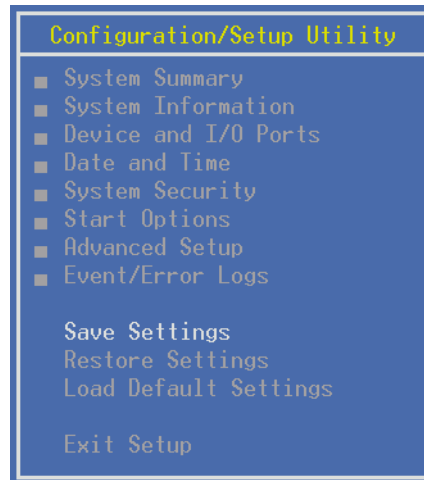 Configuration/Setup Utility
System Summary
System Information
Device and I/O Ports
Date and Time
System Security
Start Options
Advanced Setup
Event/Error Logs
Save Settings
Restore Settings
Load Default Settings
Exit Setup